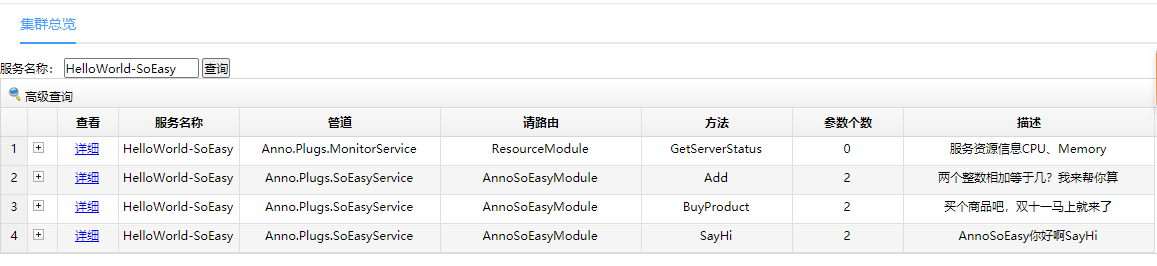 集群总览
服务名称： HelloWorld-SoEasy 查询
高级查询
查看 服务名称 管道 请路由 方法 参数个数 描述
1 详细 HelloWorld-SoEasy Anno.Plugs.MonitorService ResourceModule GetServerStatus 0 服务资源信息CPU、Memory
2 详细 HelloWorld-SoEasy Anno.Plugs.SoEasyService AnnoSoEasyModule Add 2 两个整数相加等于几？我来帮你算
3 详细 HelloWorld-SoEasy Anno.Plugs.SoEasyService AnnoSoEasyModule BuyProduct 2 买个商品吧，双十一马上就来了
4 详细 HelloWorld-SoEasy Anno.Plugs.SoEasyService AnnoSoEasyModule SayHi 2 AnnoSoEasy你好啊SayHi